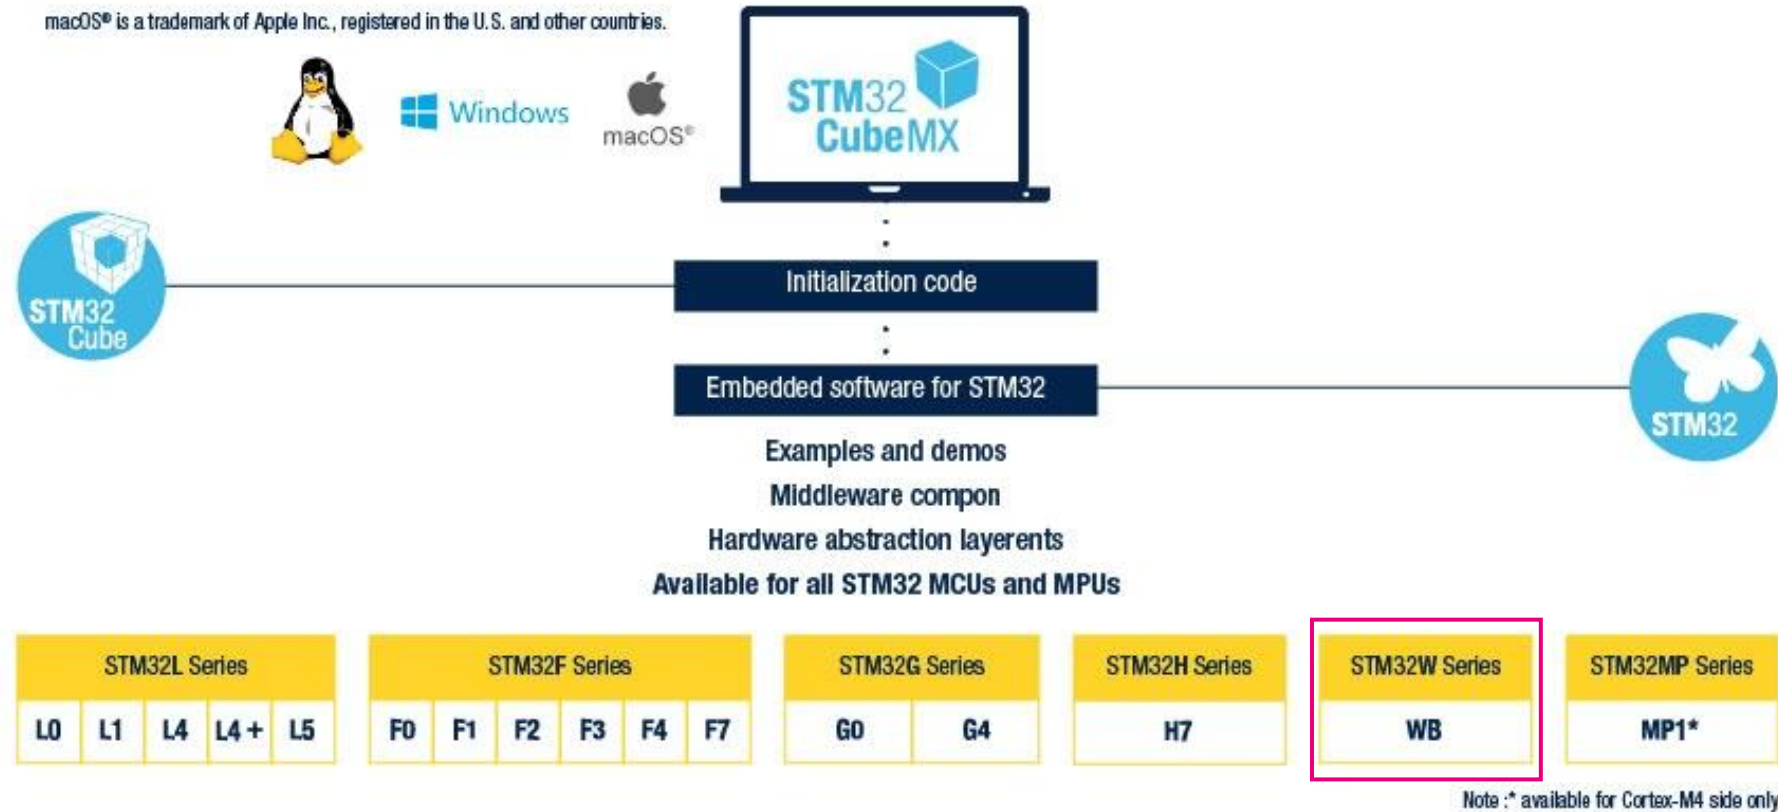 macOS® is a trademark of Apple Inc., registered in the U.S. and other countries.
Windows
macOS®
STM32
CubeMX
Initialization code
STM32
Cube
Embedded software for STM32
STM32
Examples and demos
Middleware compon
Hardware abstraction layerents
Available for all STM32 MCUs and MPUs
STM32L Series
L0 L1 L4 L4 + L5
STM32F Series
F0 F1 F2 F3 F4 F7
STM32G Series
G0 G4
STM32H Series
H7
STM32W Series
WB
STM32MP Series
MP1*
Note :* available for Cortex-M4 side only